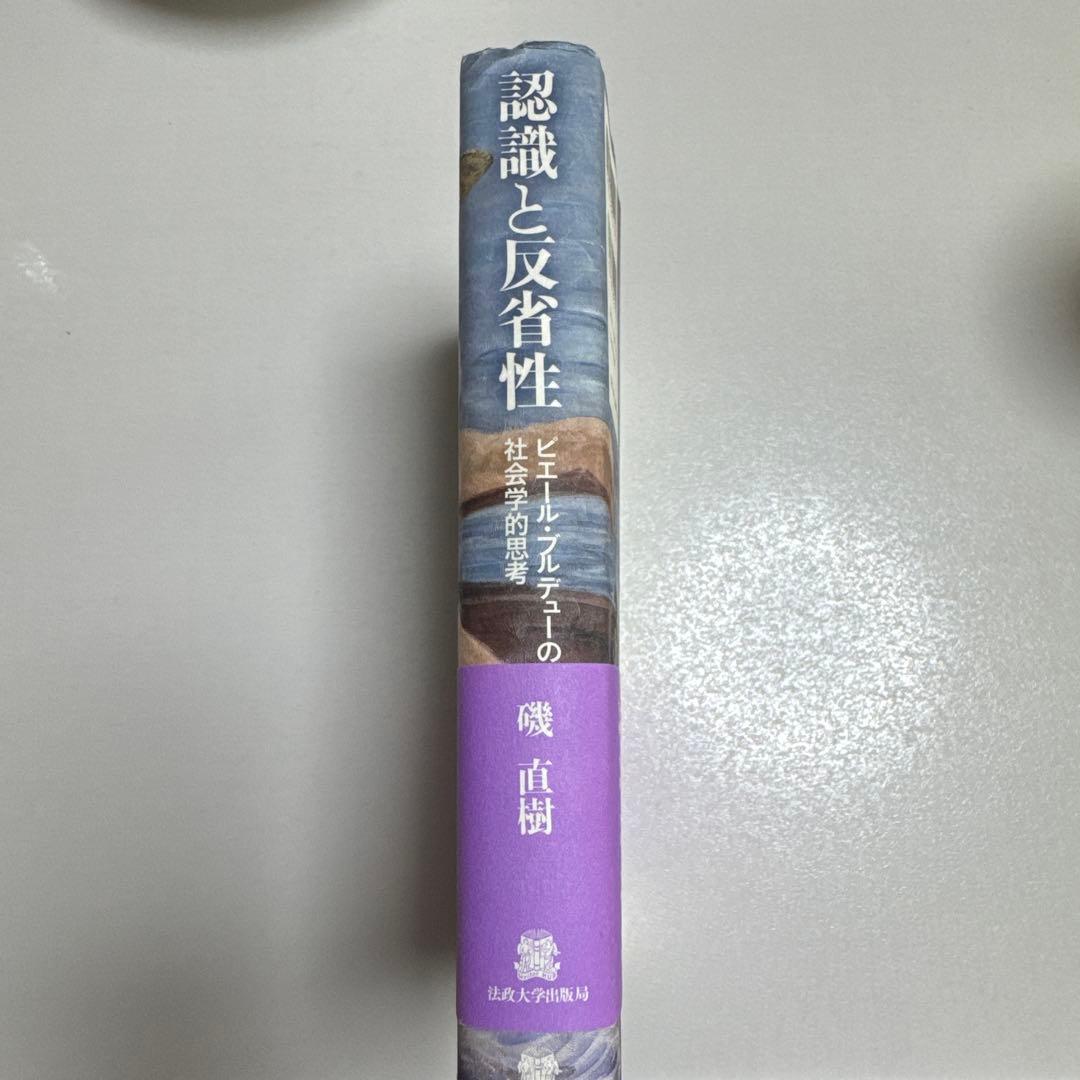 認識と反省性
ピエール・ブルデューの
社会学的思考
磯 直樹
法政大学出版局